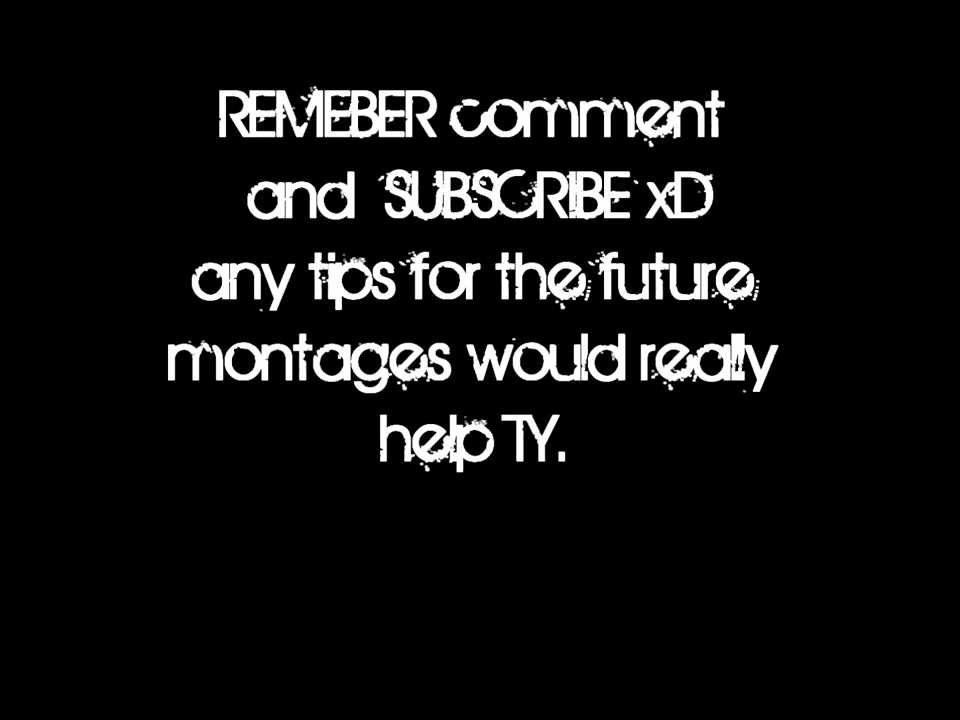 REMEBER comment
and SUBSCRIBE xD
any tips for the future
montages would really
help TY.